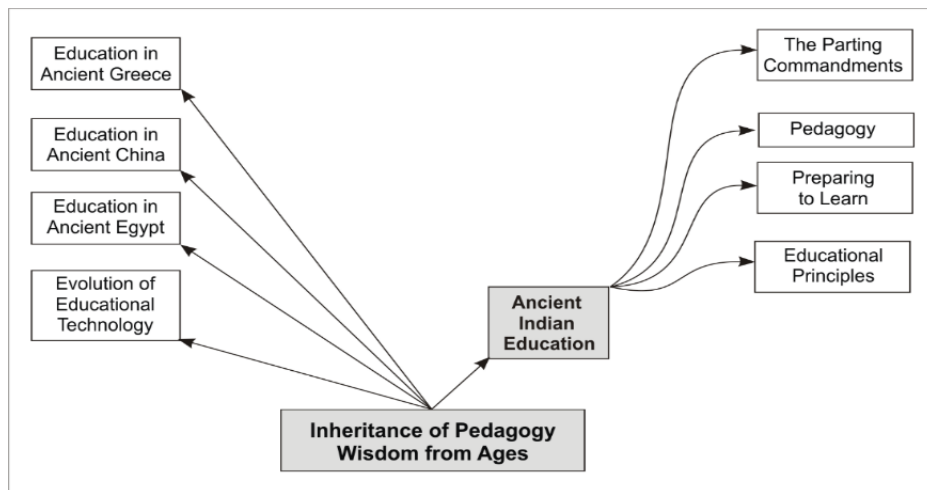 Education in
Ancient Greece
Education in
Ancient China
Education in
Ancient Egypt
Evolution of
Educational
Technology
The Parting
Commandments
Pedagogy
Preparing
to Learn
Educational
Principles
Ancient
Indian
Education
Inheritance of Pedagogy
Wisdom from Ages